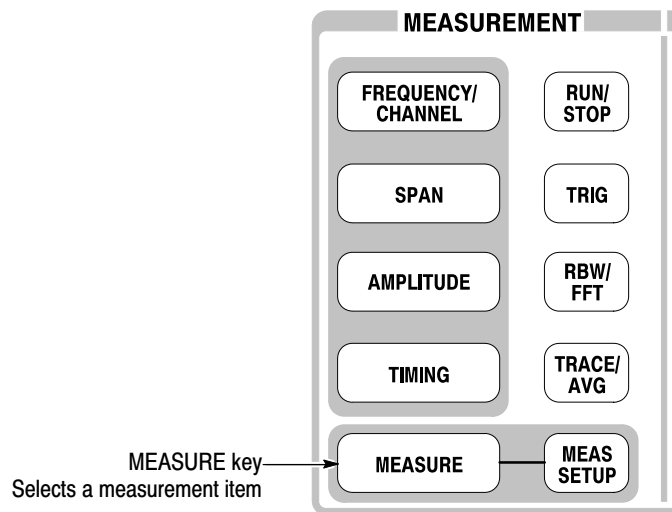 MEASUREMENT
FREQUENCY/
CHANNEL
RUN/
STOP
SPAN
TRIG
AMPLITUDE
RBW/
FFT
TIMING
TRACE/
AVG
MEASURE key
Selects a measurement item
MEASURE
MEAS
SETUP